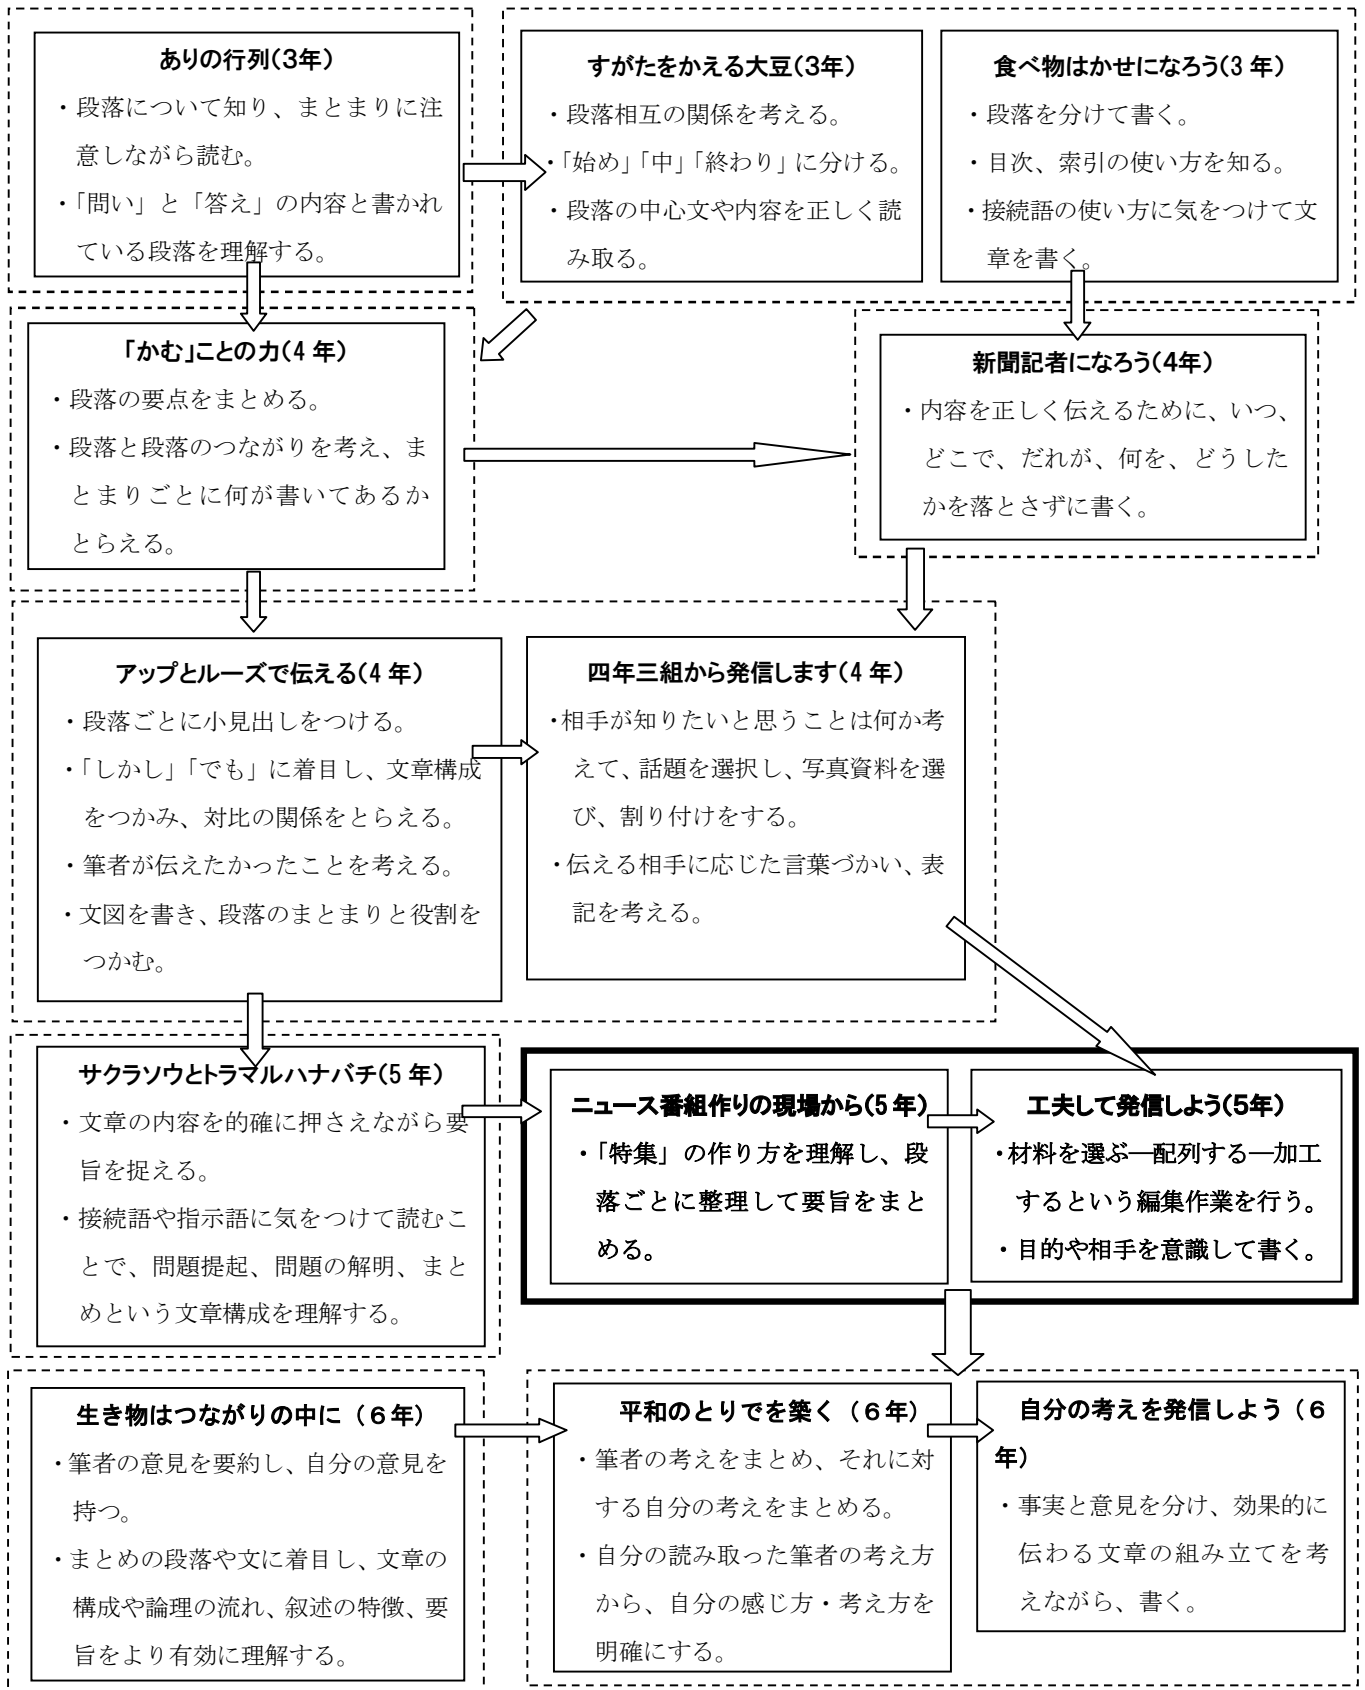 ありの行列(3年)
・段落について知り、まとまりに注
意しながら読む。
・「問い」と「答え」の内容と書かれ
ている段落を理解する。
すがたをかえる大豆(3年)
・段落相互の関係を考える。
・「始め」「中」「終わり」に分ける。
・段落の中心文や内容を正しく読
み取る。
食べ物はかせになろう(3 年)
・段落を分けて書く。
・目次、索引の使い方を知る。
・接続語の使い方に気をつけて文
章を書く。
「かむ」ことの力(4 年)
・段落の要点をまとめる。
・段落と段落のつながりを考え、ま
とまりごとに何が書いてあるか
とらえる。
新聞記者になろう(4年)
・内容を正しく伝えるために、いつ、
どこで、だれが、何を、どうした
かを落とさずに書く。
アップとルーズで伝える(4 年)
・段落ごとに小見出しをつける。
・「しかし」「でも」に着目し、文章構成
をつかみ、対比の関係をとらえる。
・筆者が伝えたかったことを考える。
・文図を書き、段落のまとまりと役割を
つかむ。
四年三組から発信します(4 年)
・相手が知りたいと思うことは何か考
えて、話題を選択し、写真資料を選
び、割り付けをする。
・伝える相手に応じた言葉づかい、表
記を考える。
サクラソウとトラマルハナバチ(5 年)
・文章の内容を的確に押さえながら要
旨を捉える。
・接続語や指示語に気をつけて読むこ
とで、問題提起、問題の解明、まと
めという文章構成を理解する。
ニュース番組作りの現場から(5 年)
・「特集」の作り方を理解し、段
落ごとに整理して要旨をまと
める。
工夫して発信しよう(5年)
・材料を選ぶ―配列する―加工
するという編集作業を行う。
・目的や相手を意識して書く。
生き物はつながりの中に（６年）
・筆者の意見を要約し、自分の意見を
持つ。
・まとめの段落や文に着目し、文章の
構成や論理の流れ、叙述の特徴、要
旨をより有効に理解する。
平和のとりでを築く（６年）
・筆者の考えをまとめ、それに対
する自分の考えをまとめる。
・自分の読み取った筆者の考え方
から、自分の感じ方・考え方を
明確にする。
自分の考えを発信しよう（６
年）
・事実と意見を分け、効果的に
伝わる文章の組み立てを考
えながら、書く。